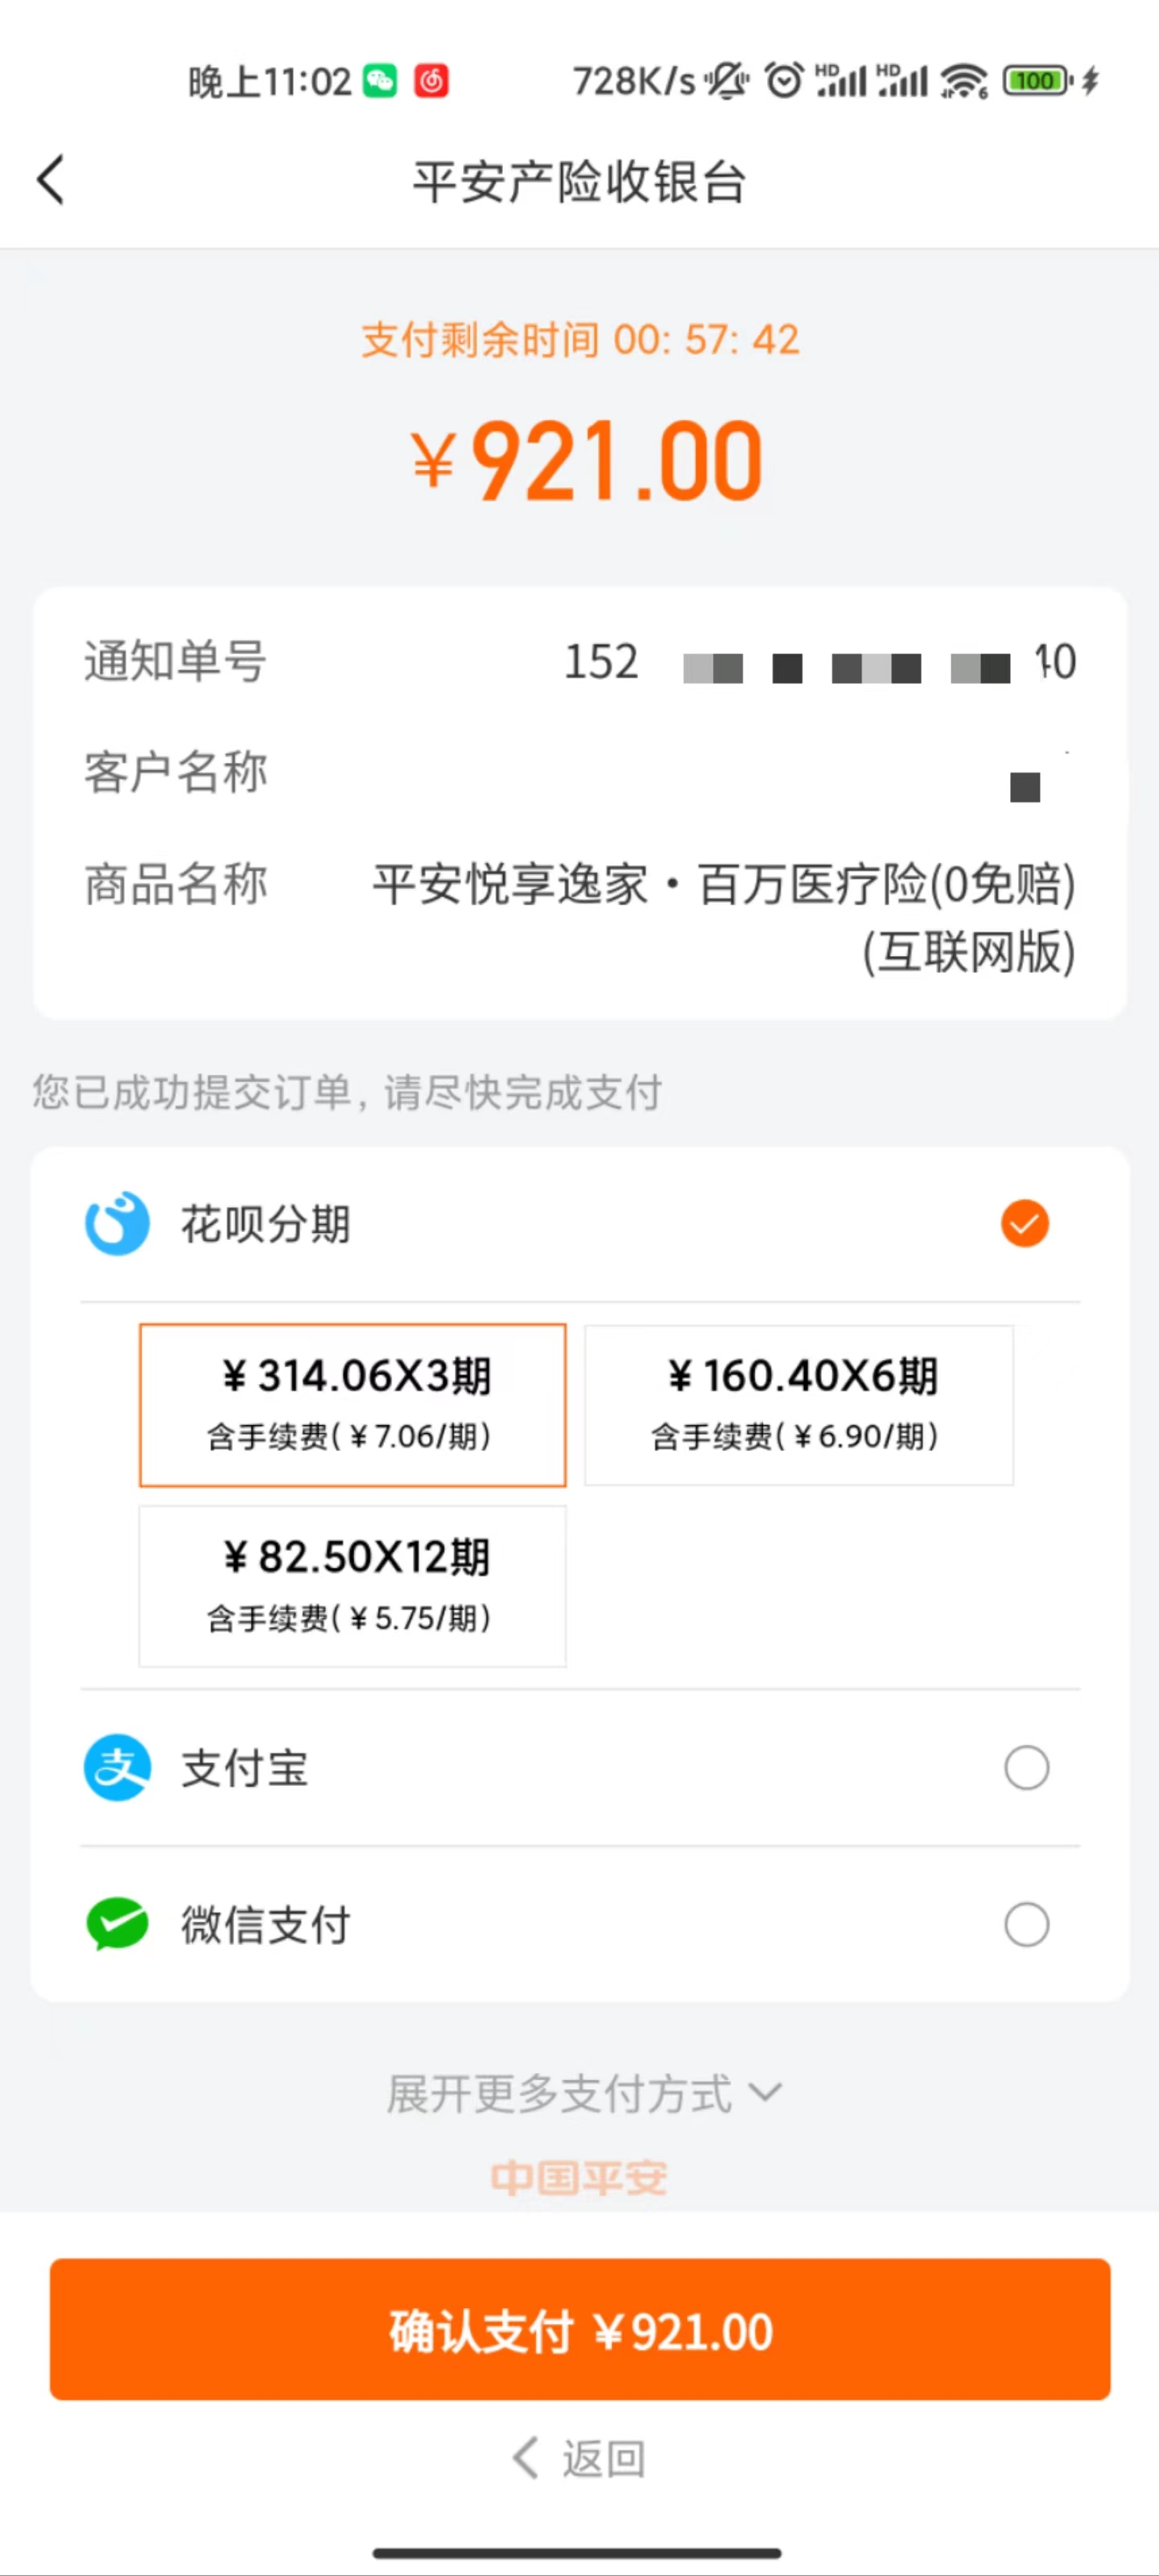 晚上11:02 728K/s HD HD 6 100
平安产险收银台
支付剩余时间 00: 57: 42
￥921.00
通知单号 152 40
客户名称
商品名称 平安悦享逸家·百万医疗险(0免赔)
(互联网版)
您已成功提交订单, 请尽快完成支付
花呗分期
¥ 314.06X3期 ¥ 160.40X6期
含手续费( ¥ 7.06/期) 含手续费( ¥ 6.90/期)
¥ 82.50X12期
含手续费( ¥ 5.75/期)
支 支付宝
微信支付
展开更多支付方式
中国平安
确认支付 ￥921.00
返回